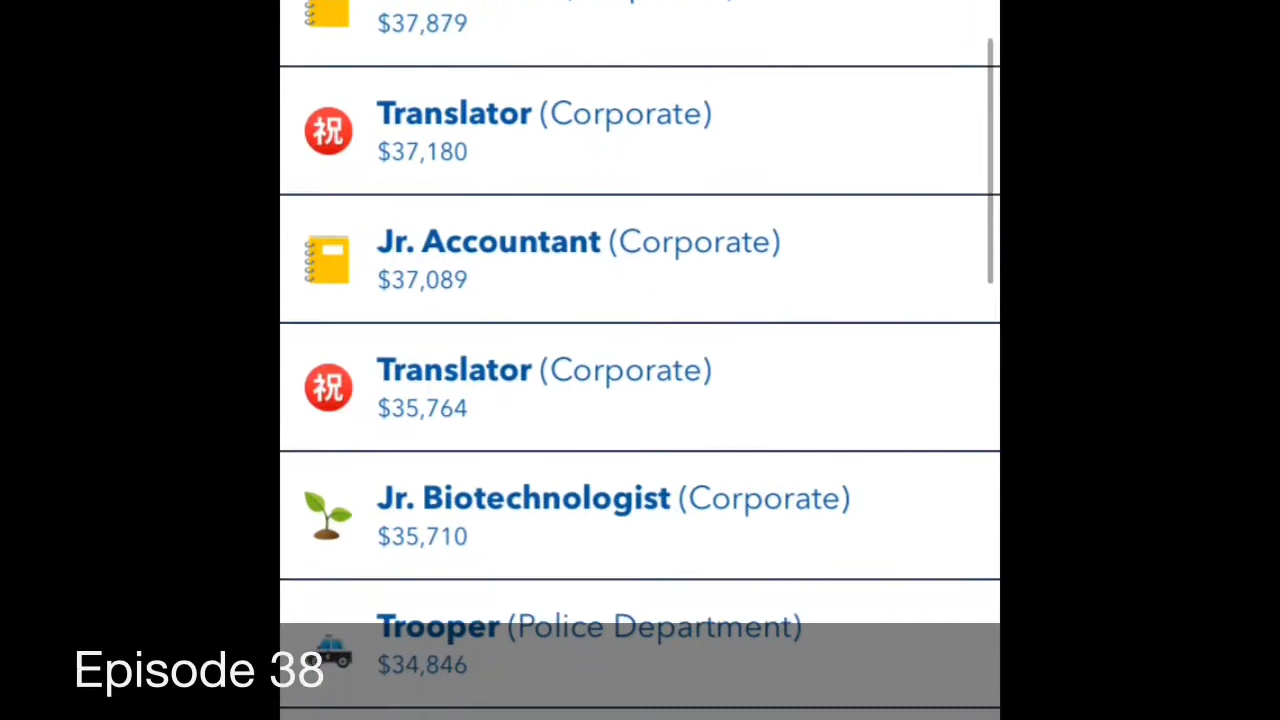 $37,879
Translator (Corporate)
㊗
$37,180
Jr. Accountant (Corporate)
$37,089
Translator (Corporate)
㊗
$35,764
Jr. Biotechnologist (Corporate)
$35,710
Trooper (Police Department)
$34,846
Episode 38